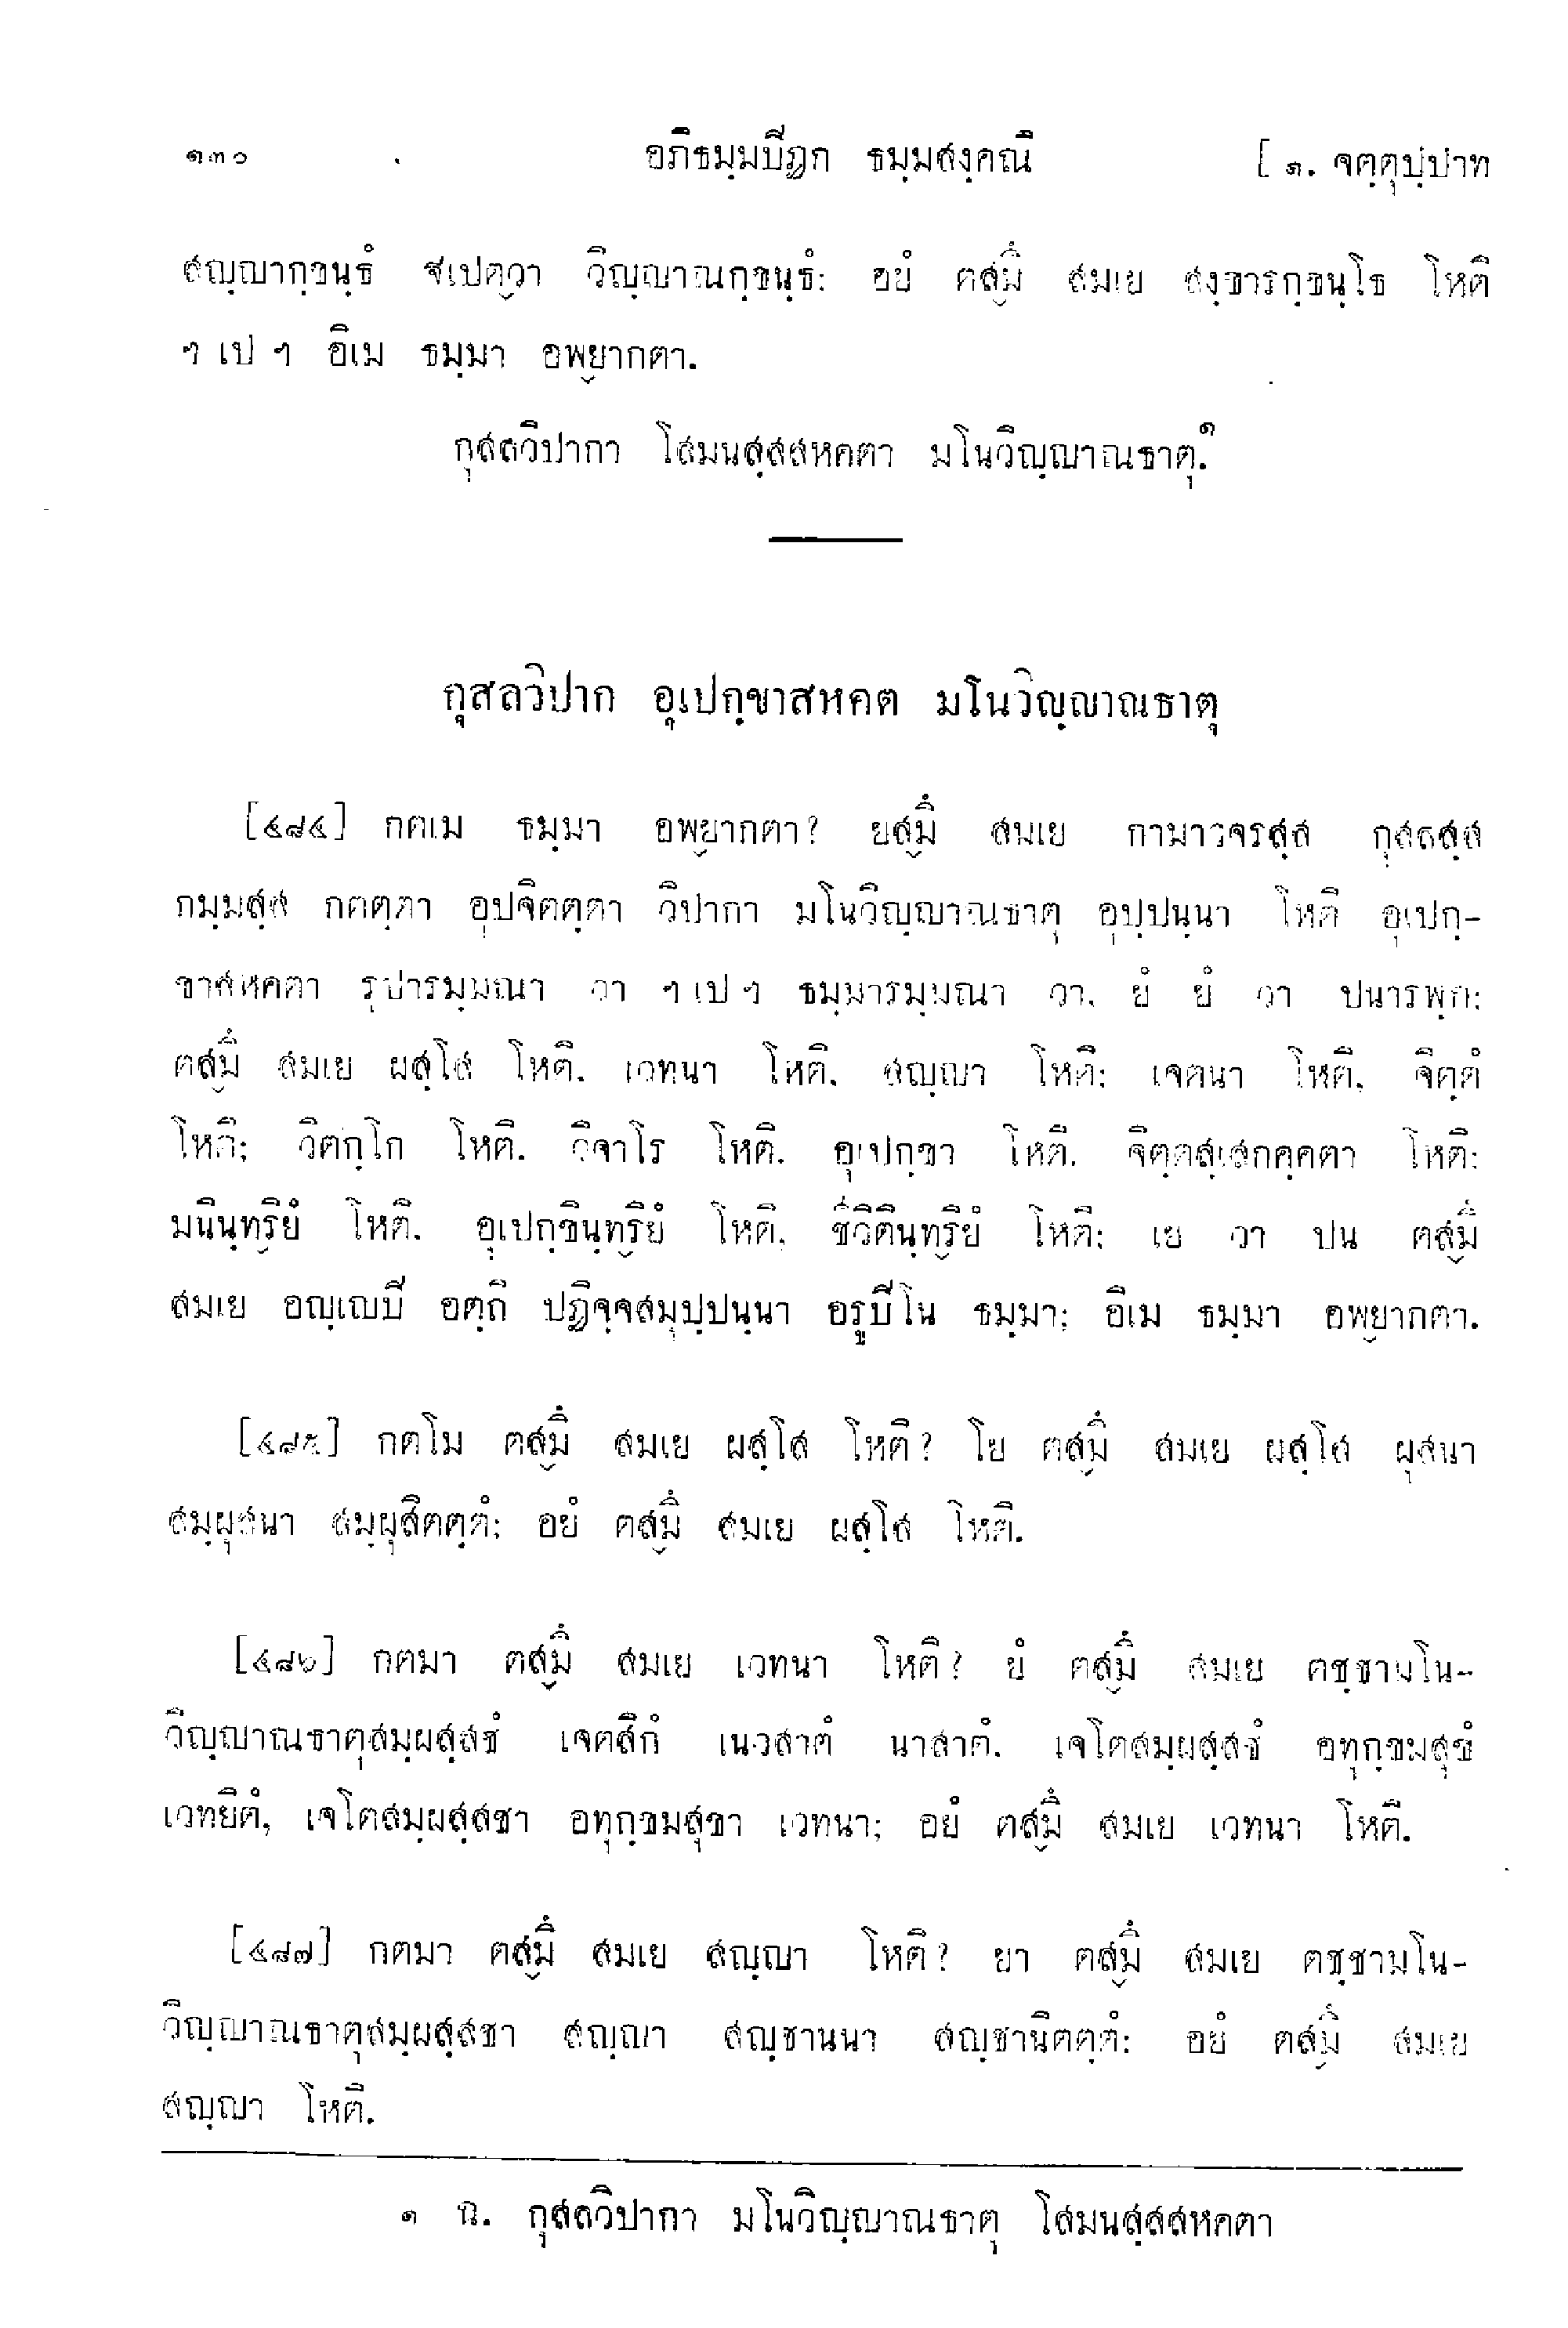 ๑๓๐ อภิธมฺมปิฏก ธมฺมสงฺคณี [ ๑. จตฺตุปฺปาท
สญฺญากฺขนฺธํ ฐเปตฺวา วิญฺญาณกฺขนฺธํ; อยํ ตสฺมึ สมเย สงฺขารกฺขนฺโธ โหติ
ฯ เป ฯ อิเม ธมฺมา อพฺยากตา.
กุสลวิปากา โสมนสฺสสหคตา มโนวิญฺญาณธาตุ.๑
กุสลวิปาก อุเปกฺขาสหคต มโนวิญฺญาณธาตุ
[๔๘๔] กตเม ธมฺมา อพฺยากตา? ยสฺมึ สมเย กามาวจรสฺส กุสลสฺส
กมฺมสฺส กตตฺตา อุปจิตตฺตา วิปากา มโนวิญฺญาณธาตุ อุปฺปนฺนา โหติ อุเปกฺ-
ขาสหคตา รุปารมฺมณา วา ฯ เป ฯ ธมฺมารมฺมณา วา, ยํ ยํ วา ปนารพฺภ;
ตสฺมึ สมเย ผสฺโส โหติ, เวทนา โหติ, สญฺญา โหติ; เจตนา โหติ, จิตฺตํ
โหติ; วิตกฺโก โหติ, วิจาโร โหติ, อุเปกฺขา โหติ, จิตฺตสฺเสกคฺคตา โหติ;
มนินฺทฺริยํ โหติ, อุเปกฺขินฺทฺริยํ โหติ, ชีวิตินฺทฺริยํ โหติ; เย วา ปน ตสฺมึ
สมเย อญฺเญปิ อตฺถิ ปฏิจฺจสมุปฺปนฺนา อรูปิโน ธมฺมา; อิเม ธมฺมา อพฺยากตา.
[๔๘๕] กตโม ตสฺมึ สมเย ผสฺโส โหติ? โย ตสฺมึ สมเย ผสฺโส ผุสนา
สมฺผุสนา สมฺผุสิตตฺตํ; อยํ ตสฺมึ สมเย ผสฺโส โหติ.
[๔๘๖] กตมา ตสฺมึ สมเย เวทนา โหติ? ยํ ตสฺมึ สมเย ตชฺชามโน-
วิญฺญาณธาตุสมฺผสฺสชํ เจตสิกํ เนวสาตํ นาสาตํ, เจโตสมฺผสฺสชํ อทุกฺขมสุขํ
เวทยิตํ, เจโตสมฺผสฺสชา อทุกฺขมสุขา เวทนา; อยํ ตสฺมึ สมเย เวทนา โหติ.
[๔๘๗] กตมา ตสฺมึ สมเย สญฺญา โหติ? ยา ตสฺมึ สมเย ตชฺชามโน-
วิญฺญาณธาตุสมฺผสฺสชา สญฺญา สญฺชานนา สญฺชานิตตฺตํ; อยํ ตสฺมึ สมเย
สญฺญา โหติ.
๑ ฉ. กุสลวิปากา มโนวิญฺญาณธาตุ โสมนสฺสสหคตา